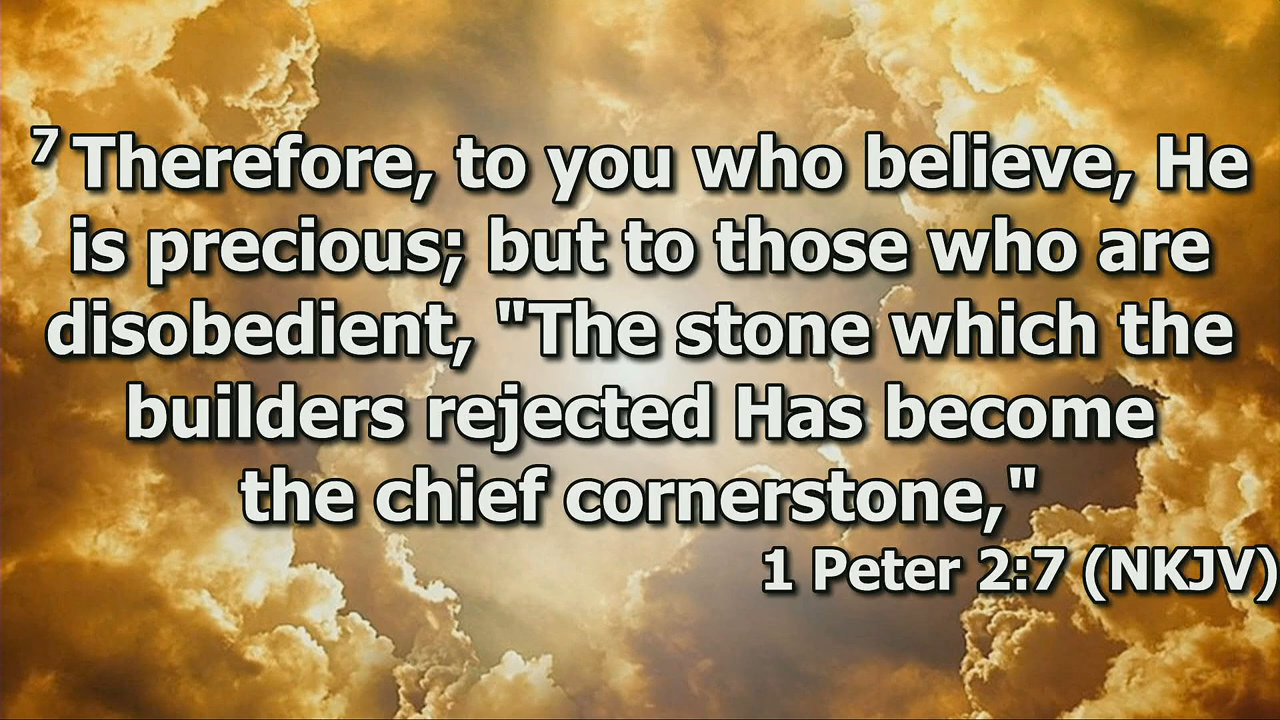 7 Therefore, to you who believe, He
is precious; but to those who are
disobedient, "The stone which the
builders rejected Has become
the chief cornerstone,"
1 Peter 2:7 (NKJV)